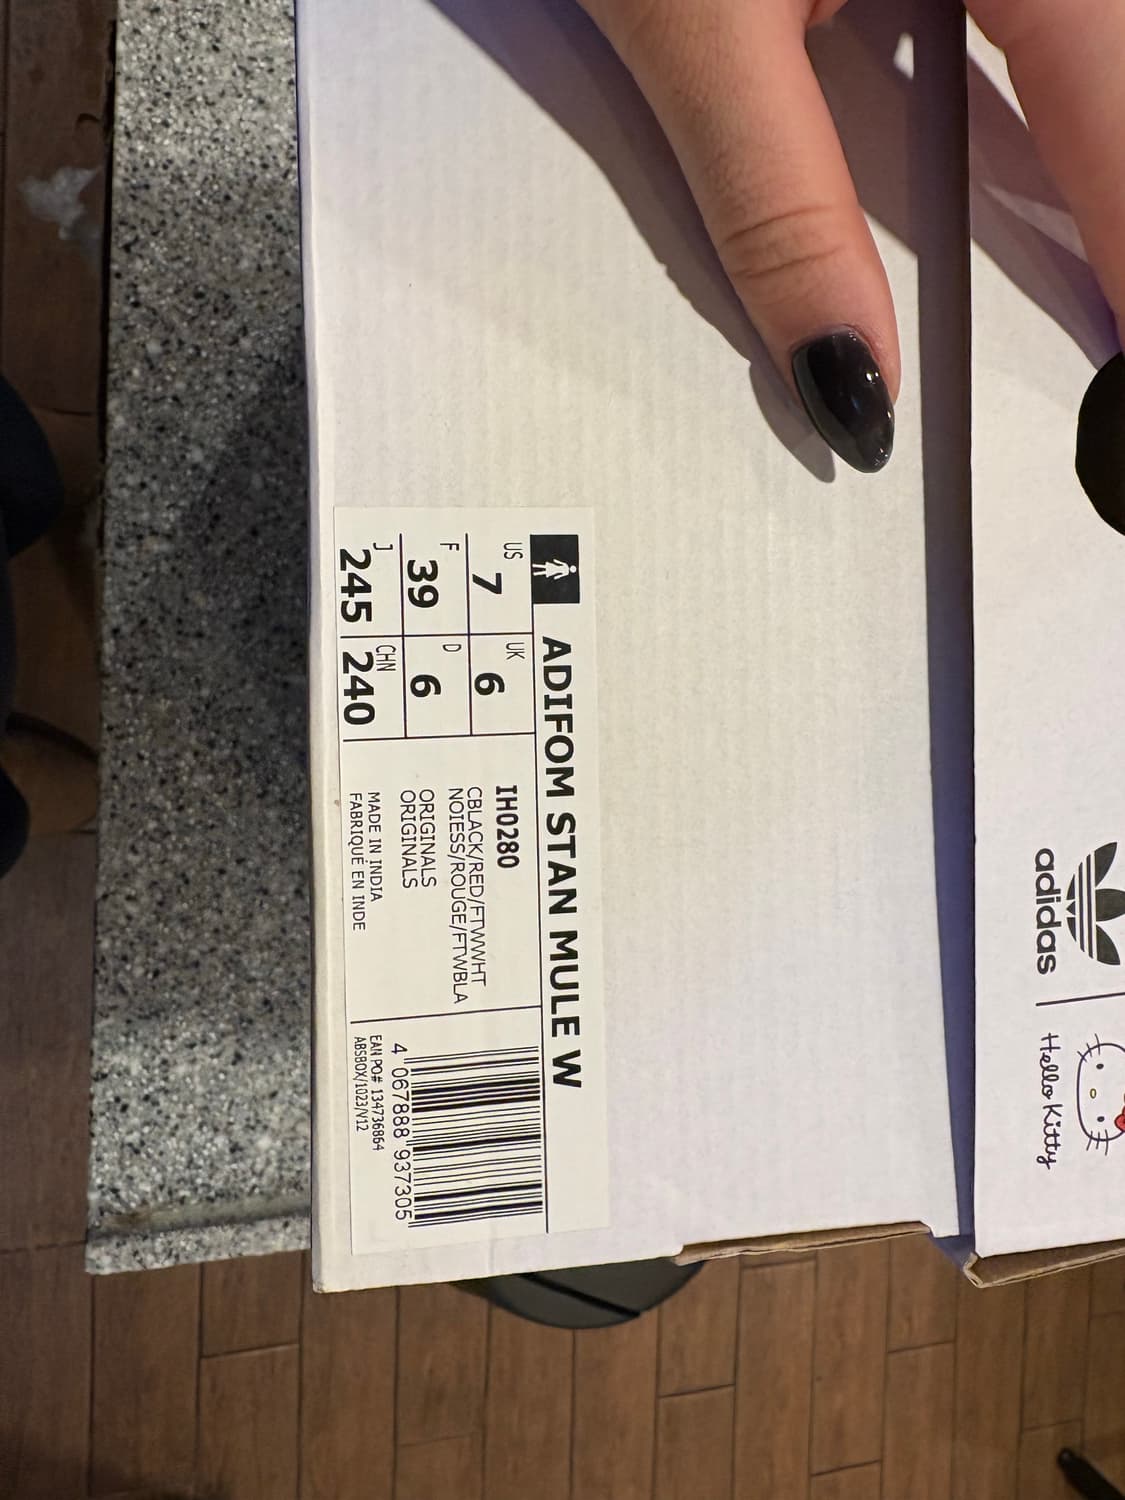 adidas
Hello Kitty
ADIFOM STAN MULE W
US 7 UK 6
F 39 D 6
J 245 CHN 240
IH0280
CBLACK/RED/FTWWHT
NOIESS/ROUGE/FTWBLA
ORIGINALS
ORIGINALS
MADE IN INDIA
FABRIQUÉ EN INDE
4 067888 937305
EAN PO# 134736864
ABSBOX/1023/V12